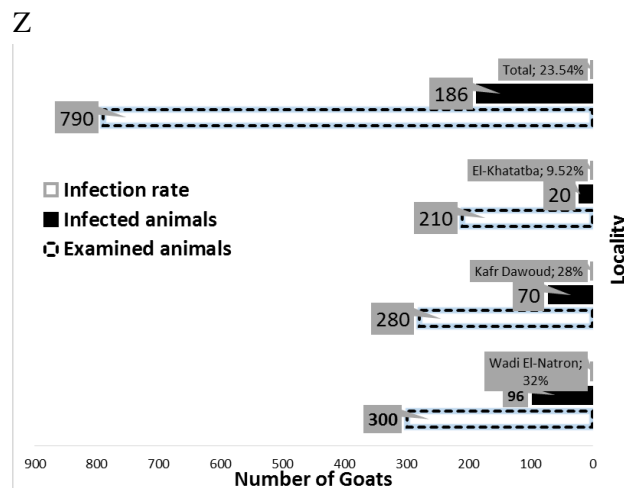 Z
Total; 23.54%
186
790
El-Khatatba; 9.52%
20
210
Infection rate
Infected animals
Examined animals
Kafr Dawoud; 28%
70
280
Wadi El-Natron;
32%
96
300
Locality
900 800 700 600 500 400 300 200 100 0
Number of Goats